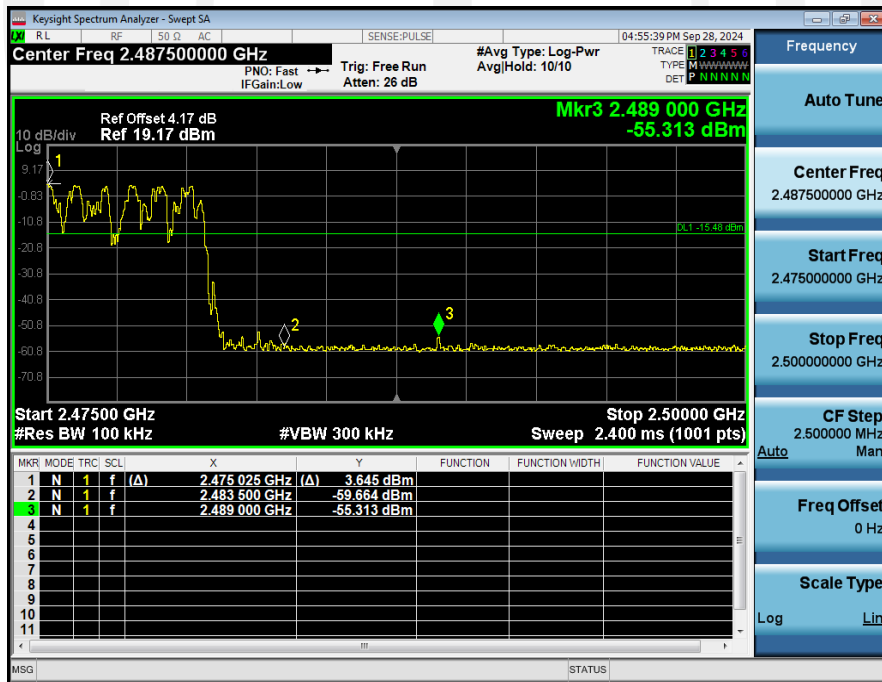 Keysight Spectrum Analyzer - Swept SA
LXI RL RF 50 Ω AC SENSE:PULSE 04:55:39 PM Sep 28, 2024
Center Freq 2.487500000 GHz
PNO: Fast
IFGain:Low
Trig: Free Run
Atten: 26 dB
#Avg Type: Log-Pwr
Avg|Hold: 10/10
TRACE 1 2 3 4 5 6
TYPE M WWWWW
DET P N N N N N
Mkr3 2.489 000 GHz
-55.313 dBm
Ref Offset 4.17 dB
10 dB/div Ref 19.17 dBm
Log
1
9.17
-0.83
-10.8
DL1 -15.48 dBm
-20.8
-30.8
-40.8
-50.8
2
3
-60.8
-70.8
Start 2.47500 GHz Stop 2.50000 GHz
#Res BW 100 kHz #VBW 300 kHz Sweep 2.400 ms (1001 pts)
MKR MODE TRC SCL X Y FUNCTION FUNCTION WIDTH FUNCTION VALUE
1 N 1 f (Δ) 2.475 025 GHz (Δ) 3.645 dBm
2 N 1 f 2.483 500 GHz -59.664 dBm
3 N 1 f 2.489 000 GHz -55.313 dBm
4
5
6
7
8
9
10
11
MSG STATUS
Frequency
Auto Tune
Center Freq
2.487500000 GHz
Start Freq
2.475000000 GHz
Stop Freq
2.500000000 GHz
CF Step
2.500000 MHz
Auto Man
Freq Offset
0 Hz
Scale Type
Log Lin